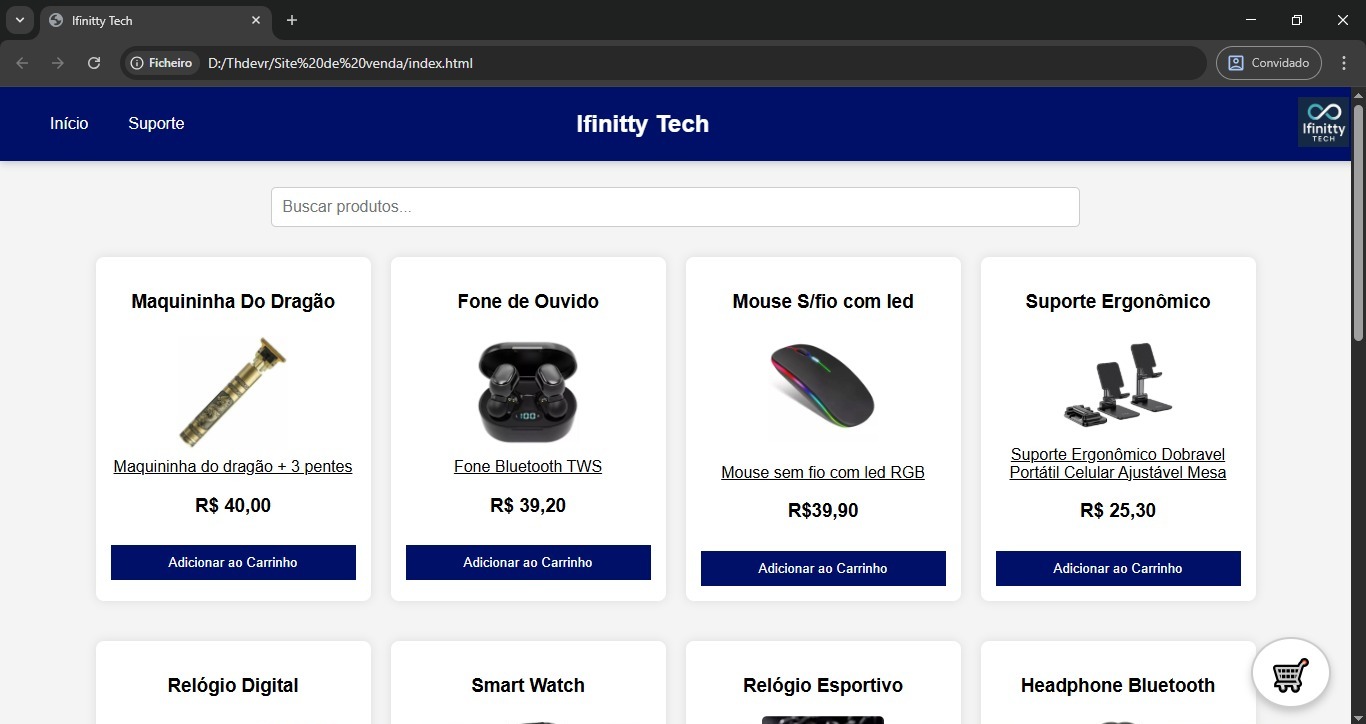 Ifinitty Tech
Ficheiro
D:/Thdevr/Site%20de%20venda/index.html
Convidado
Início
Suporte
Ifinitty Tech
Ifinitty
TECH
Buscar produtos...
Maquininha Do Dragão
Fone de Ouvido
Mouse S/fio com led
Suporte Ergonômico
100
Maquininha do dragão + 3 pentes
Fone Bluetooth TWS
Mouse sem fio com led RGB
Suporte Ergonômico Dobravel
Portátil Celular Ajustável Mesa
R$ 40,00
R$ 39,20
R$39,90
R$ 25,30
Adicionar ao Carrinho
Adicionar ao Carrinho
Adicionar ao Carrinho
Adicionar ao Carrinho
Relógio Digital
Smart Watch
Relógio Esportivo
Headphone Bluetooth